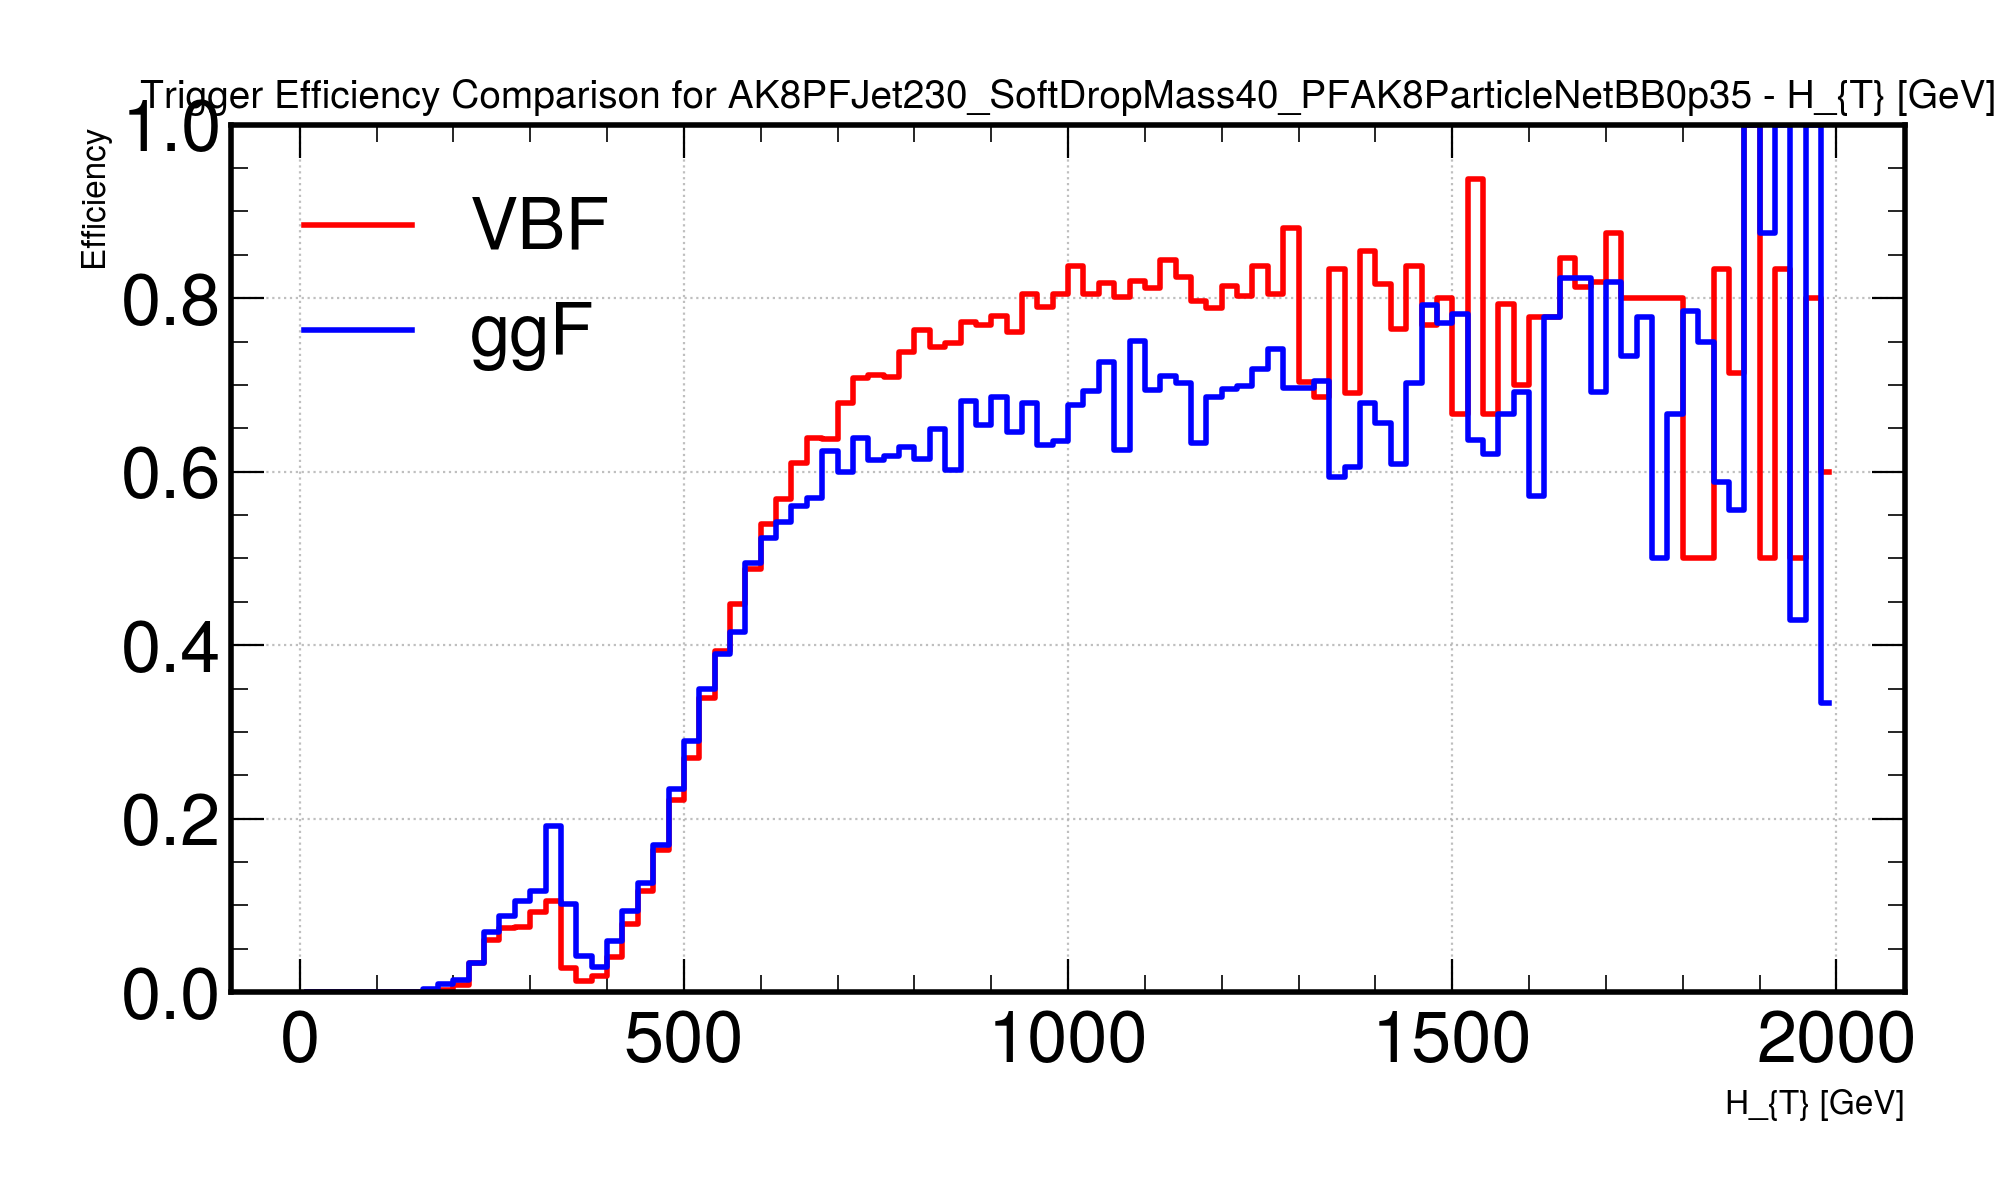 Trigger Efficiency Comparison for AK8PFJet230_SoftDropMass40_PFAK8ParticleNetBB0p35 - H_{T} [GeV]
Efficiency
1.0
0.8
0.6
0.4
0.2
0.0
VBF
ggF
0 500 1000 1500 2000
H_{T} [GeV]